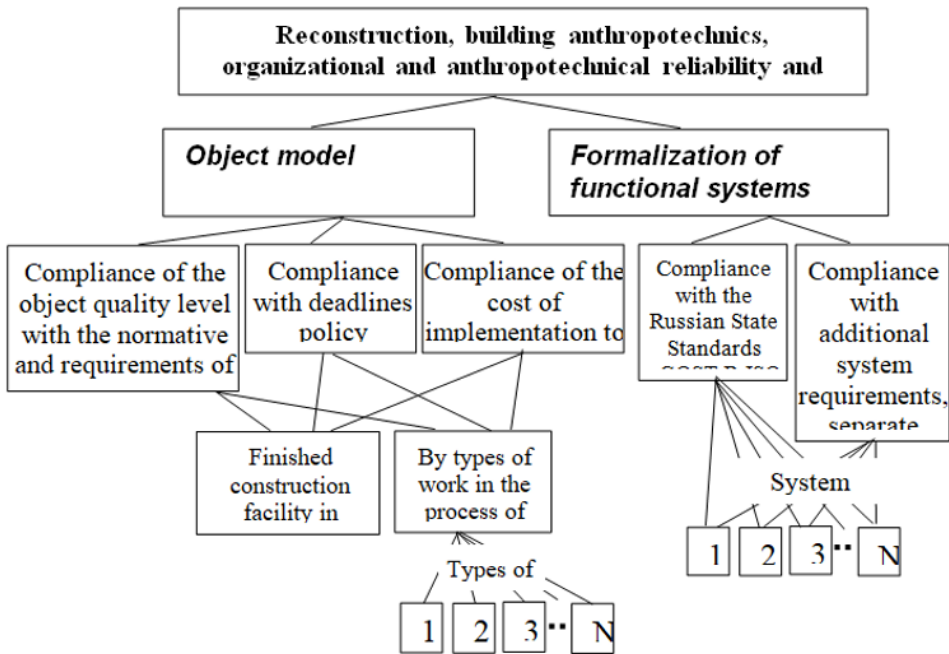 Reconstruction, building anthropotechnics,
organizational and anthropotechnical reliability and
Object model
Formalization of
functional systems
Compliance of the
object quality level
with the normative
and requirements of
Compliance
with deadlines
policy
Compliance of the
cost of
implementation to
Compliance
with the
Russian State
Standards
Compliance
with
additional
system
requirements,
separate
Finished
construction
facility in
By types of
work in the
process of
System
1 2 3 ·· N
Types of
1 2 3 ·· N